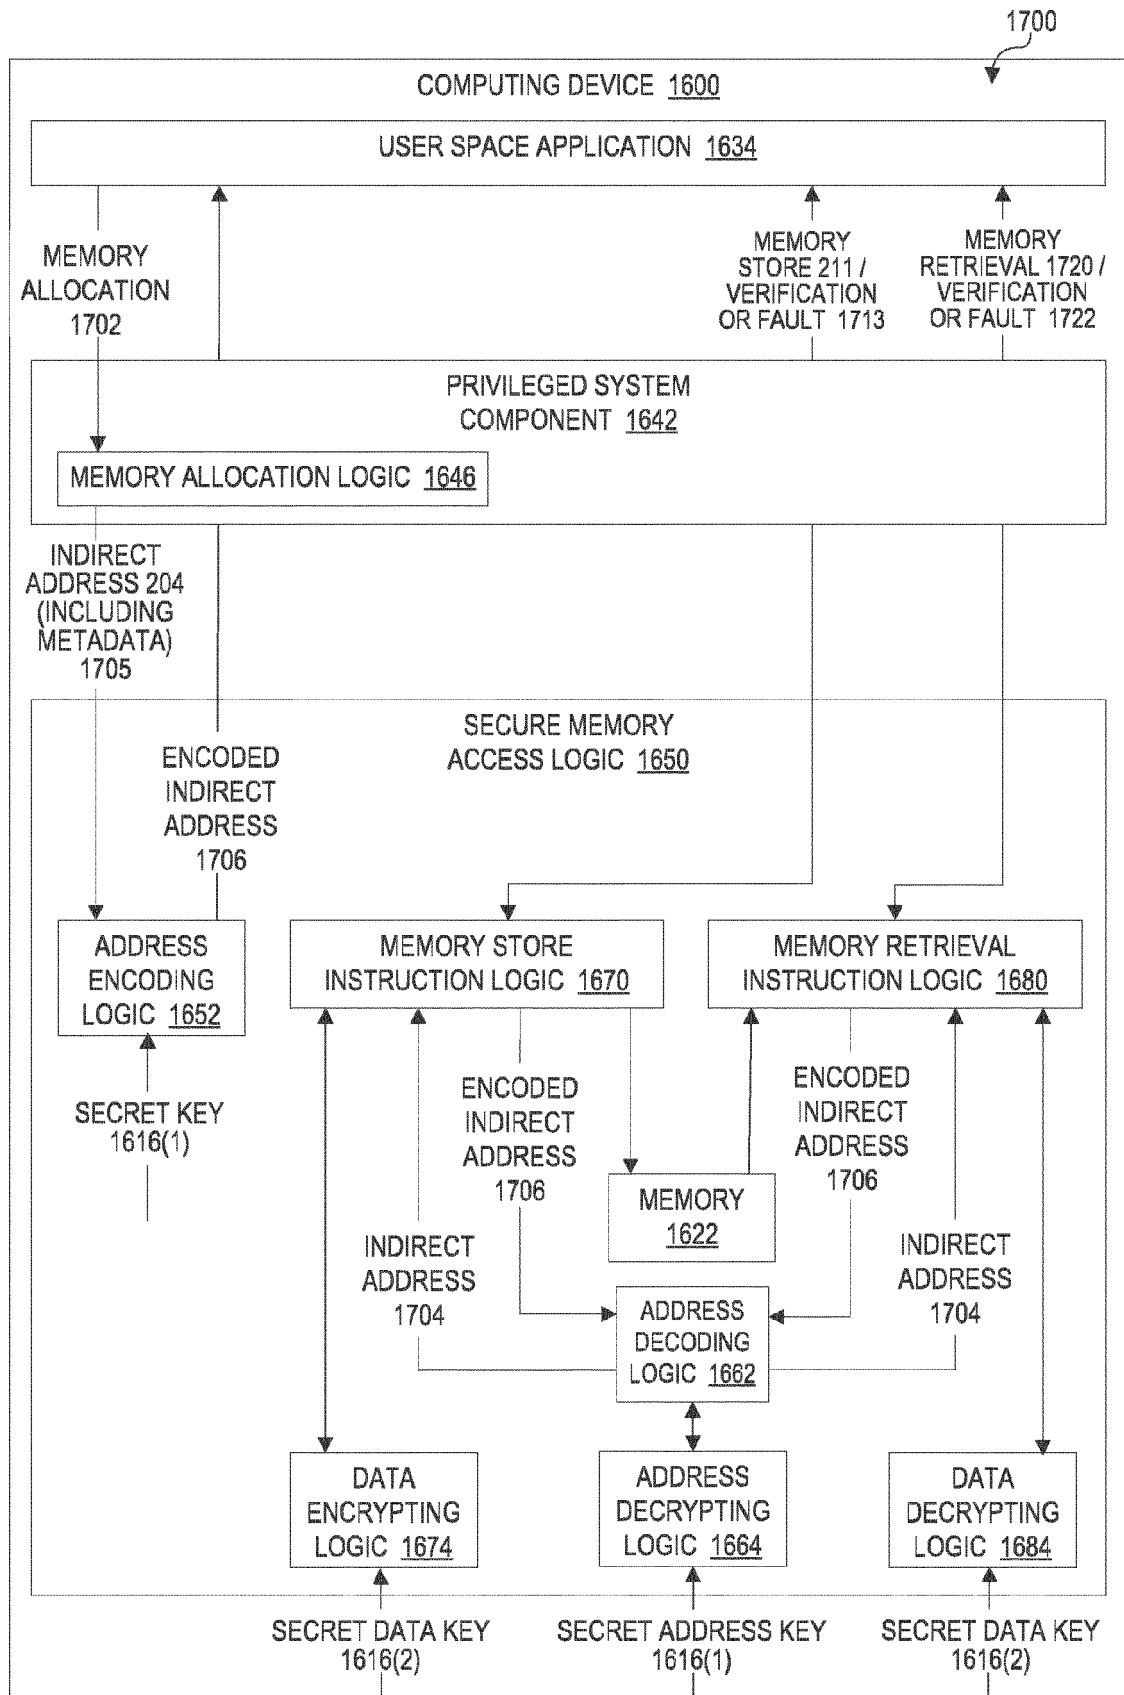 1700
COMPUTING DEVICE 1600
USER SPACE APPLICATION 1634
MEMORY
ALLOCATION
1702
MEMORY
STORE 211 /
VERIFICATION
OR FAULT 1713
MEMORY
RETRIEVAL 1720 /
VERIFICATION
OR FAULT 1722
PRIVILEGED SYSTEM
COMPONENT 1642
MEMORY ALLOCATION LOGIC 1646
INDIRECT
ADDRESS 204
(INCLUDING
METADATA)
1705
SECURE MEMORY
ACCESS LOGIC 1650
ENCODED
INDIRECT
ADDRESS
1706
ADDRESS
ENCODING
LOGIC 1652
MEMORY STORE
INSTRUCTION LOGIC 1670
MEMORY RETRIEVAL
INSTRUCTION LOGIC 1680
SECRET KEY
1616(1)
ENCODED
INDIRECT
ADDRESS
1706
ENCODED
INDIRECT
ADDRESS
1706
MEMORY
1622
INDIRECT
ADDRESS
1704
INDIRECT
ADDRESS
1704
ADDRESS
DECODING
LOGIC 1662
DATA
ENCRYPTING
LOGIC 1674
ADDRESS
DECRYPTING
LOGIC 1664
DATA
DECRYPTING
LOGIC 1684
SECRET DATA KEY
1616(2)
SECRET ADDRESS KEY
1616(1)
SECRET DATA KEY
1616(2)